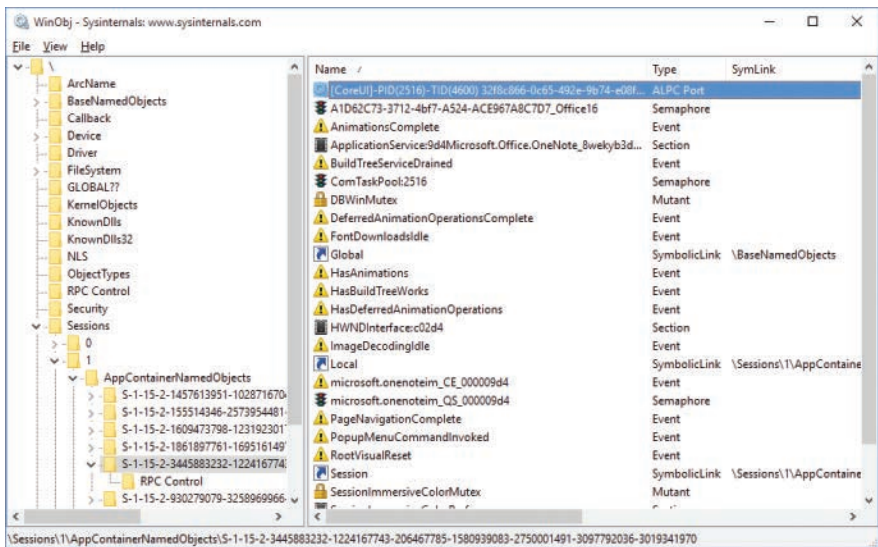 WinObj - Sysinternals: www.sysinternals.com
File View Help
\
ArcName
BaseNamedObjects
Callback
Device
Driver
FileSystem
GLOBAL??
KernelObjects
KnownDlls
KnownDlls32
NLS
ObjectTypes
RPC Control
Security
Sessions
0
1
AppContainerNamedObjects
S-1-15-2-1457613951-102871670
S-1-15-2-155514346-2573954481-
S-1-15-2-1609473798-123192301
S-1-15-2-1861897761-169516149
S-1-15-2-3445883232-122416774
RPC Control
S-1-15-2-930279079-3258969966-
Name / Type SymLink
[CoreUI]-PID(2516)-TID(4600) 32f8c866-0c65-492e-9b74-e08f... ALPC Port
A1D62C73-3712-4bf7-A524-ACE967A8C7D7_Office16 Semaphore
AnimationsComplete Event
ApplicationService:9d4Microsoft.Office.OneNote_8wekyb3d... Section
BuildTreeServiceDrained Event
ComTaskPool:2516 Semaphore
DBWinMutex Mutant
DeferredAnimationOperationsComplete Event
FontDownloadsIdle Event
Global SymbolicLink \BaseNamedObjects
HasAnimations Event
HasBuildTreeWorks Event
HasDeferredAnimationOperations Event
HWNDInterface:c02d4 Section
ImageDecodingIdle Event
Local SymbolicLink \Sessions\1\AppContaine
microsoft.onenoteim_CE_000009d4 Event
microsoft.onenoteim_QS_000009d4 Semaphore
PageNavigationComplete Event
PopupMenuCommandInvoked Event
RootVisualReset Event
Session SymbolicLink \Sessions\1\AppContaine
SessionImmersiveColorMutex Mutant
\Sessions\1\AppContainerNamedObjects\S-1-15-2-3445883232-1224167743-206467785-1580939083-2750001491-3097792036-3019341970